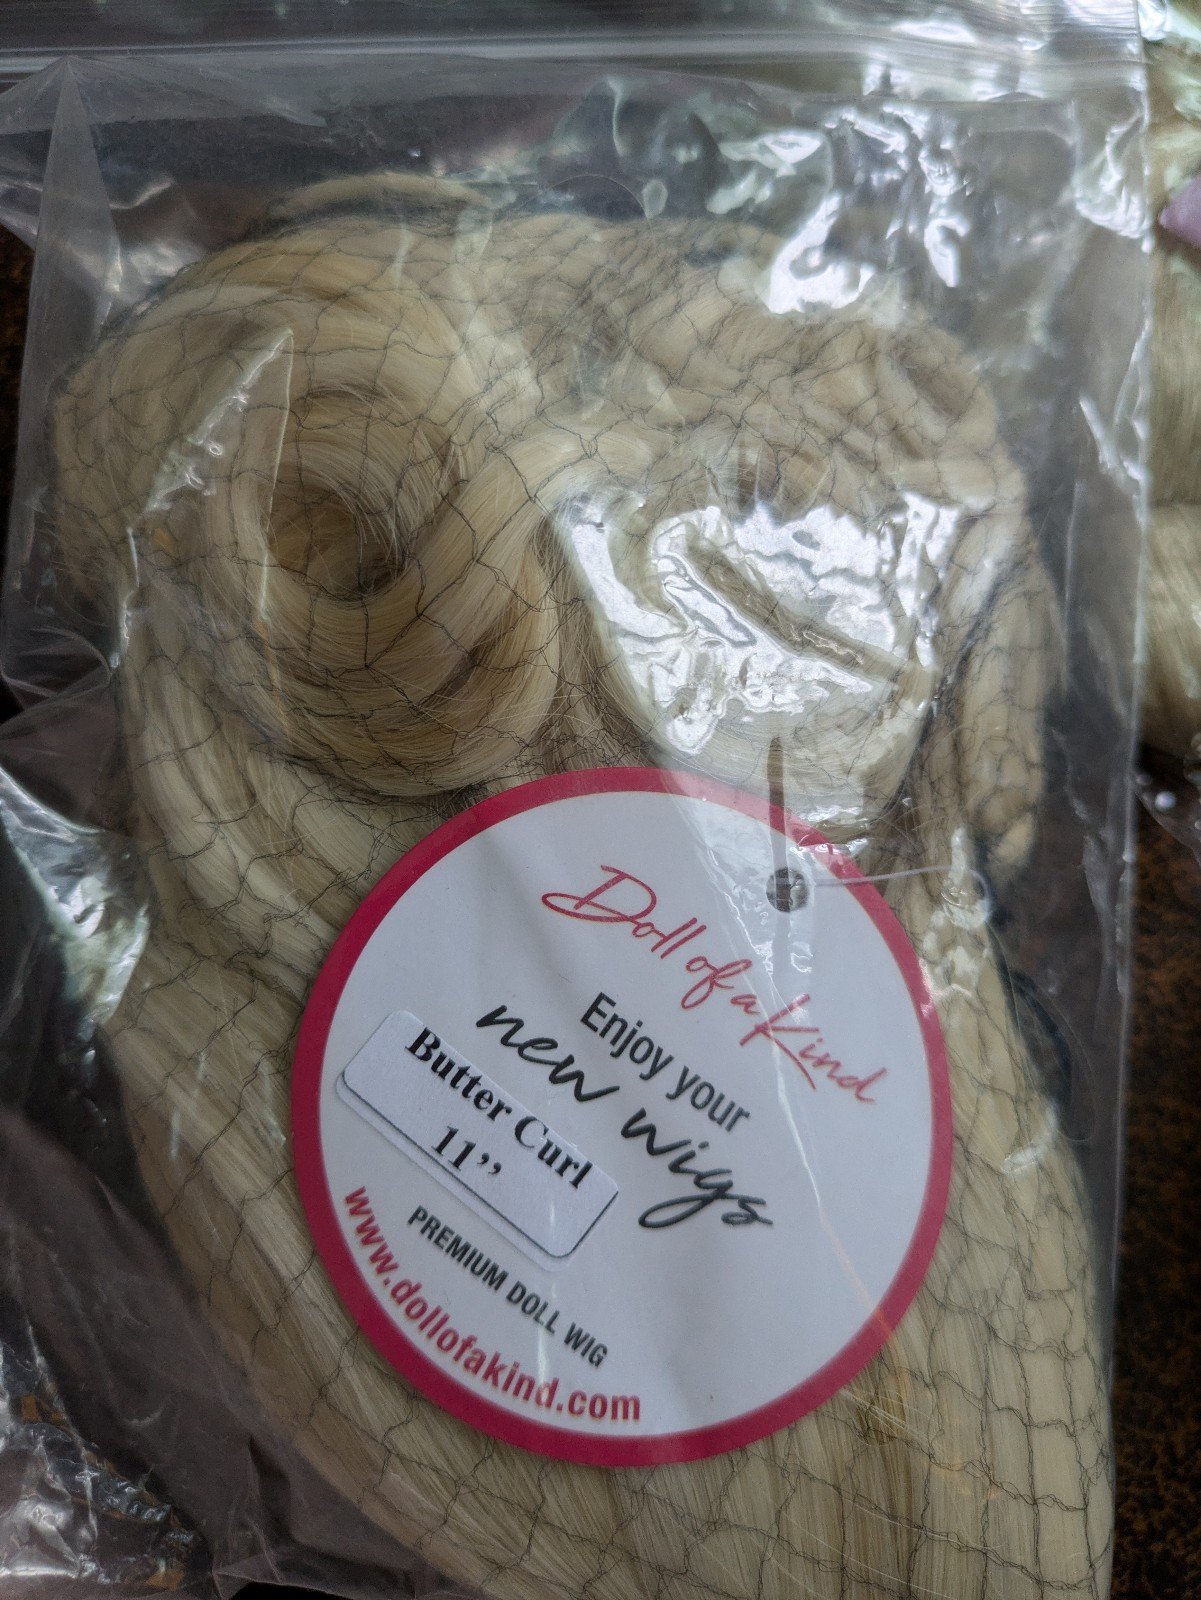 Doll of a Kind
Enjoy your
new wigs
Butter Curl
11’’
PREMIUM DOLL WIG
www.dollofakind.com